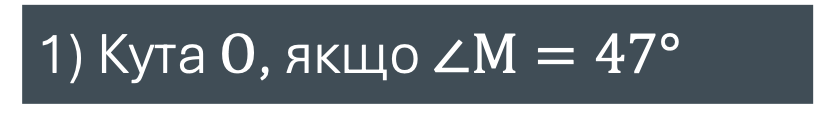 1) Кута O, якщо ∠M = 47°